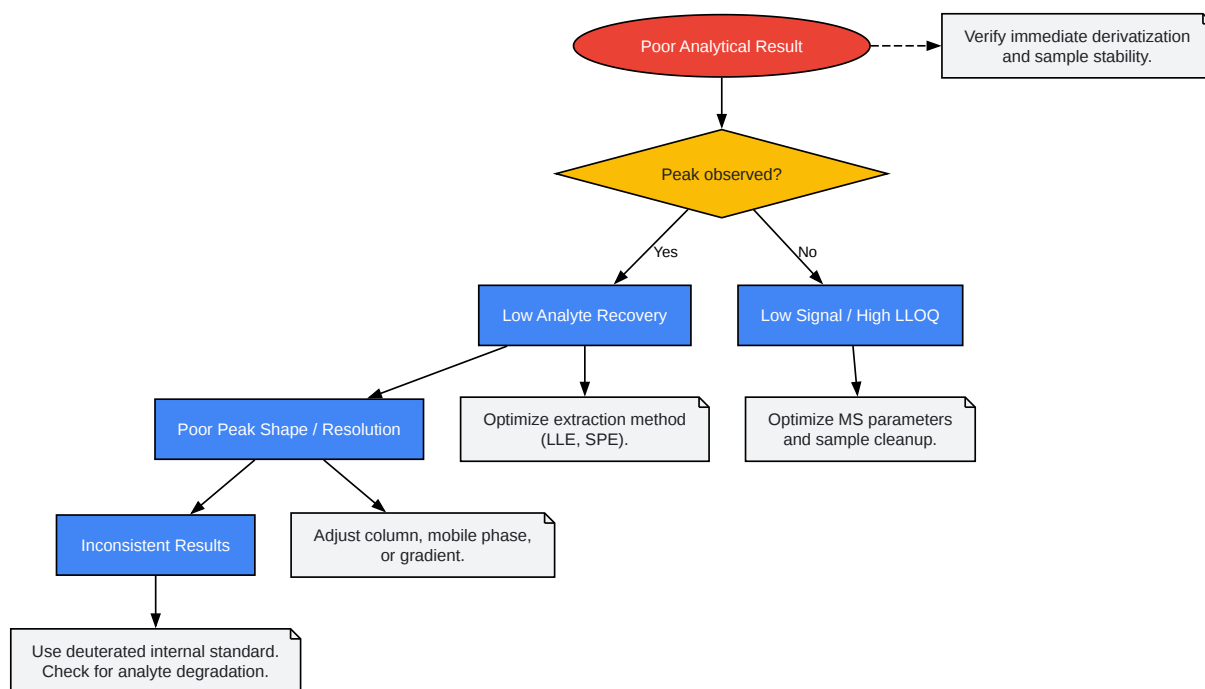 Poor Analytical Result
Verify immediate derivatization
and sample stability.
Peak observed?
Yes
No
Low Analyte Recovery
Low Signal / High LLOQ
Poor Peak Shape / Resolution
Optimize extraction method
(LLE, SPE).
Optimize MS parameters
and sample cleanup.
Inconsistent Results
Adjust column, mobile phase,
or gradient.
Use deuterated internal standard.
Check for analyte degradation.